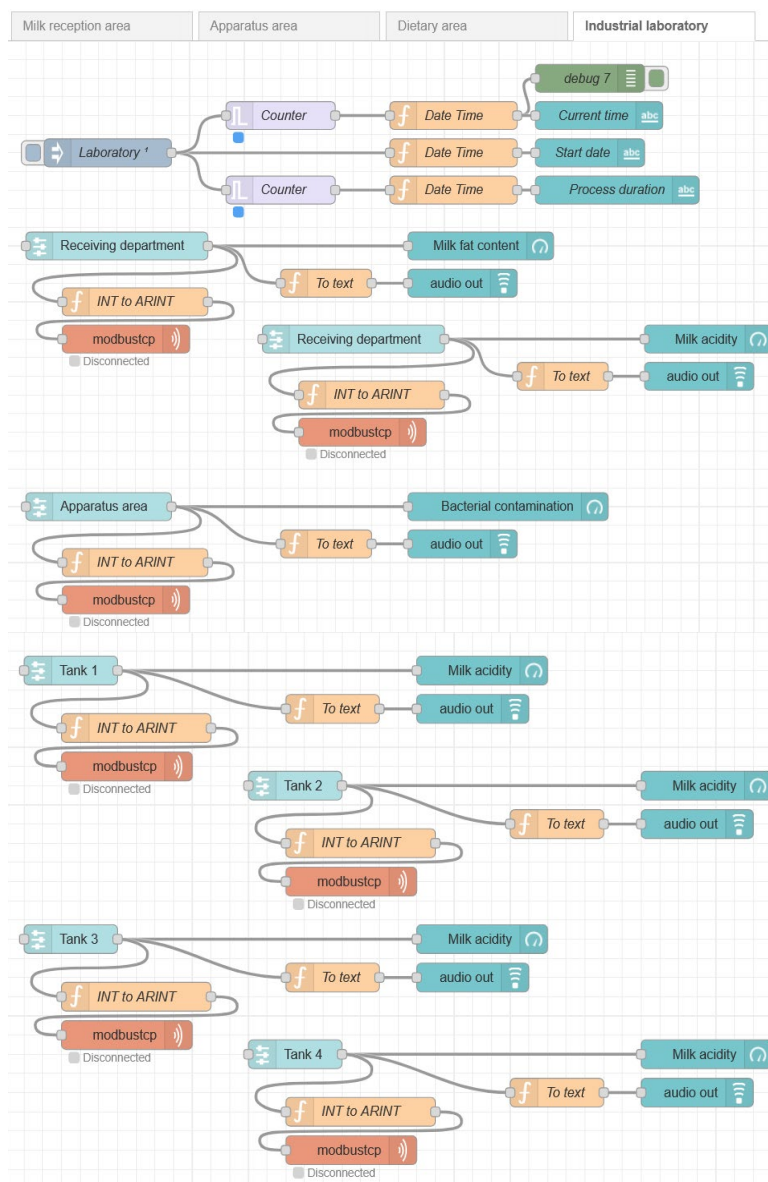 Milk reception area
Apparatus area
Dietary area
Industrial laboratory
debug 7
Counter
Date Time
Current time
abc
Laboratory ¹
Date Time
Start date
abc
Counter
Date Time
Process duration
abc
Receiving department
Milk fat content
To text
audio out
INT to ARINT
modbustcp
Disconnected
Receiving department
Milk acidity
To text
audio out
INT to ARINT
modbustcp
Disconnected
Apparatus area
Bacterial contamination
To text
audio out
INT to ARINT
modbustcp
Disconnected
Tank 1
Milk acidity
To text
audio out
INT to ARINT
modbustcp
Disconnected
Tank 2
Milk acidity
To text
audio out
INT to ARINT
modbustcp
Disconnected
Tank 3
Milk acidity
To text
audio out
INT to ARINT
modbustcp
Disconnected
Tank 4
Milk acidity
To text
audio out
INT to ARINT
modbustcp
Disconnected